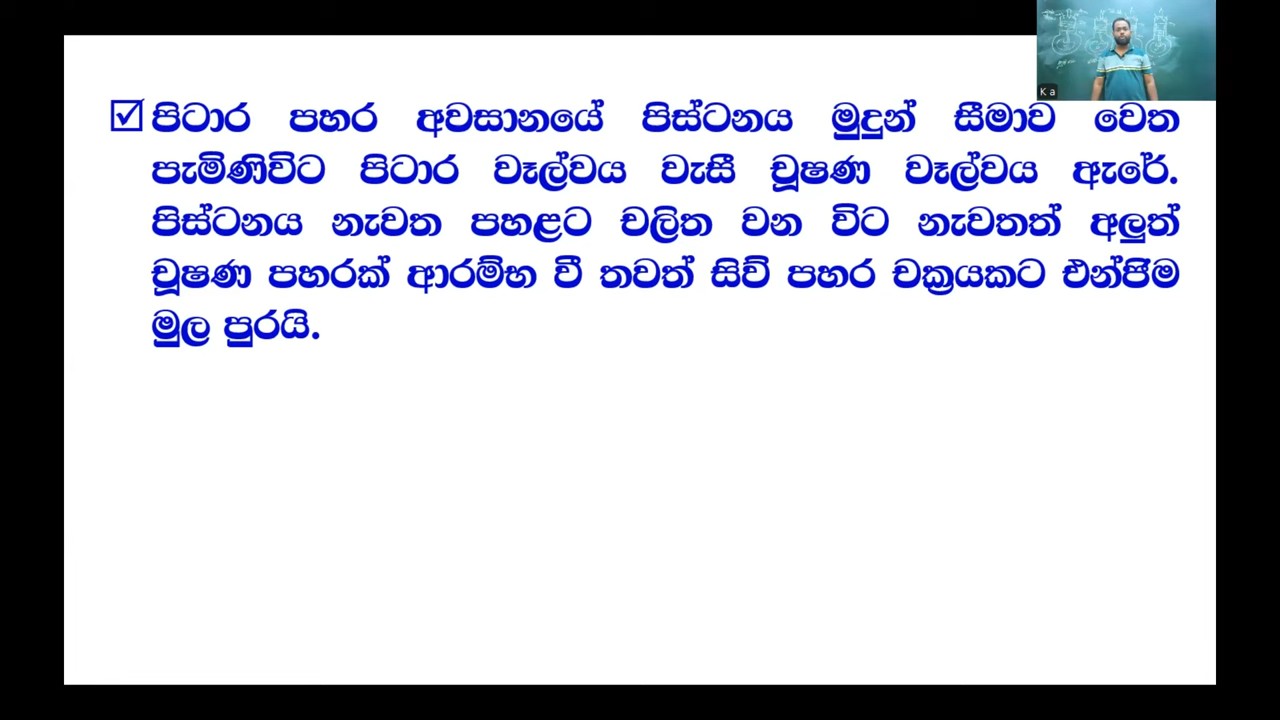 K a
☑ පිටාර පහර අවසානයේ පිස්ටනය මුදුන් සීමාව වෙත
පැමිණිවිට පිටාර වෑල්වය වැසී චූෂණ වෑල්වය ඇරේ.
පිස්ටනය නැවත පහළට චලිත වන විට නැවතත් අලුත්
චූෂණ පහරක් ආරම්භ වී තවත් සිව් පහර චක්‍රයකට එන්ජිම
මුල පුරයි.